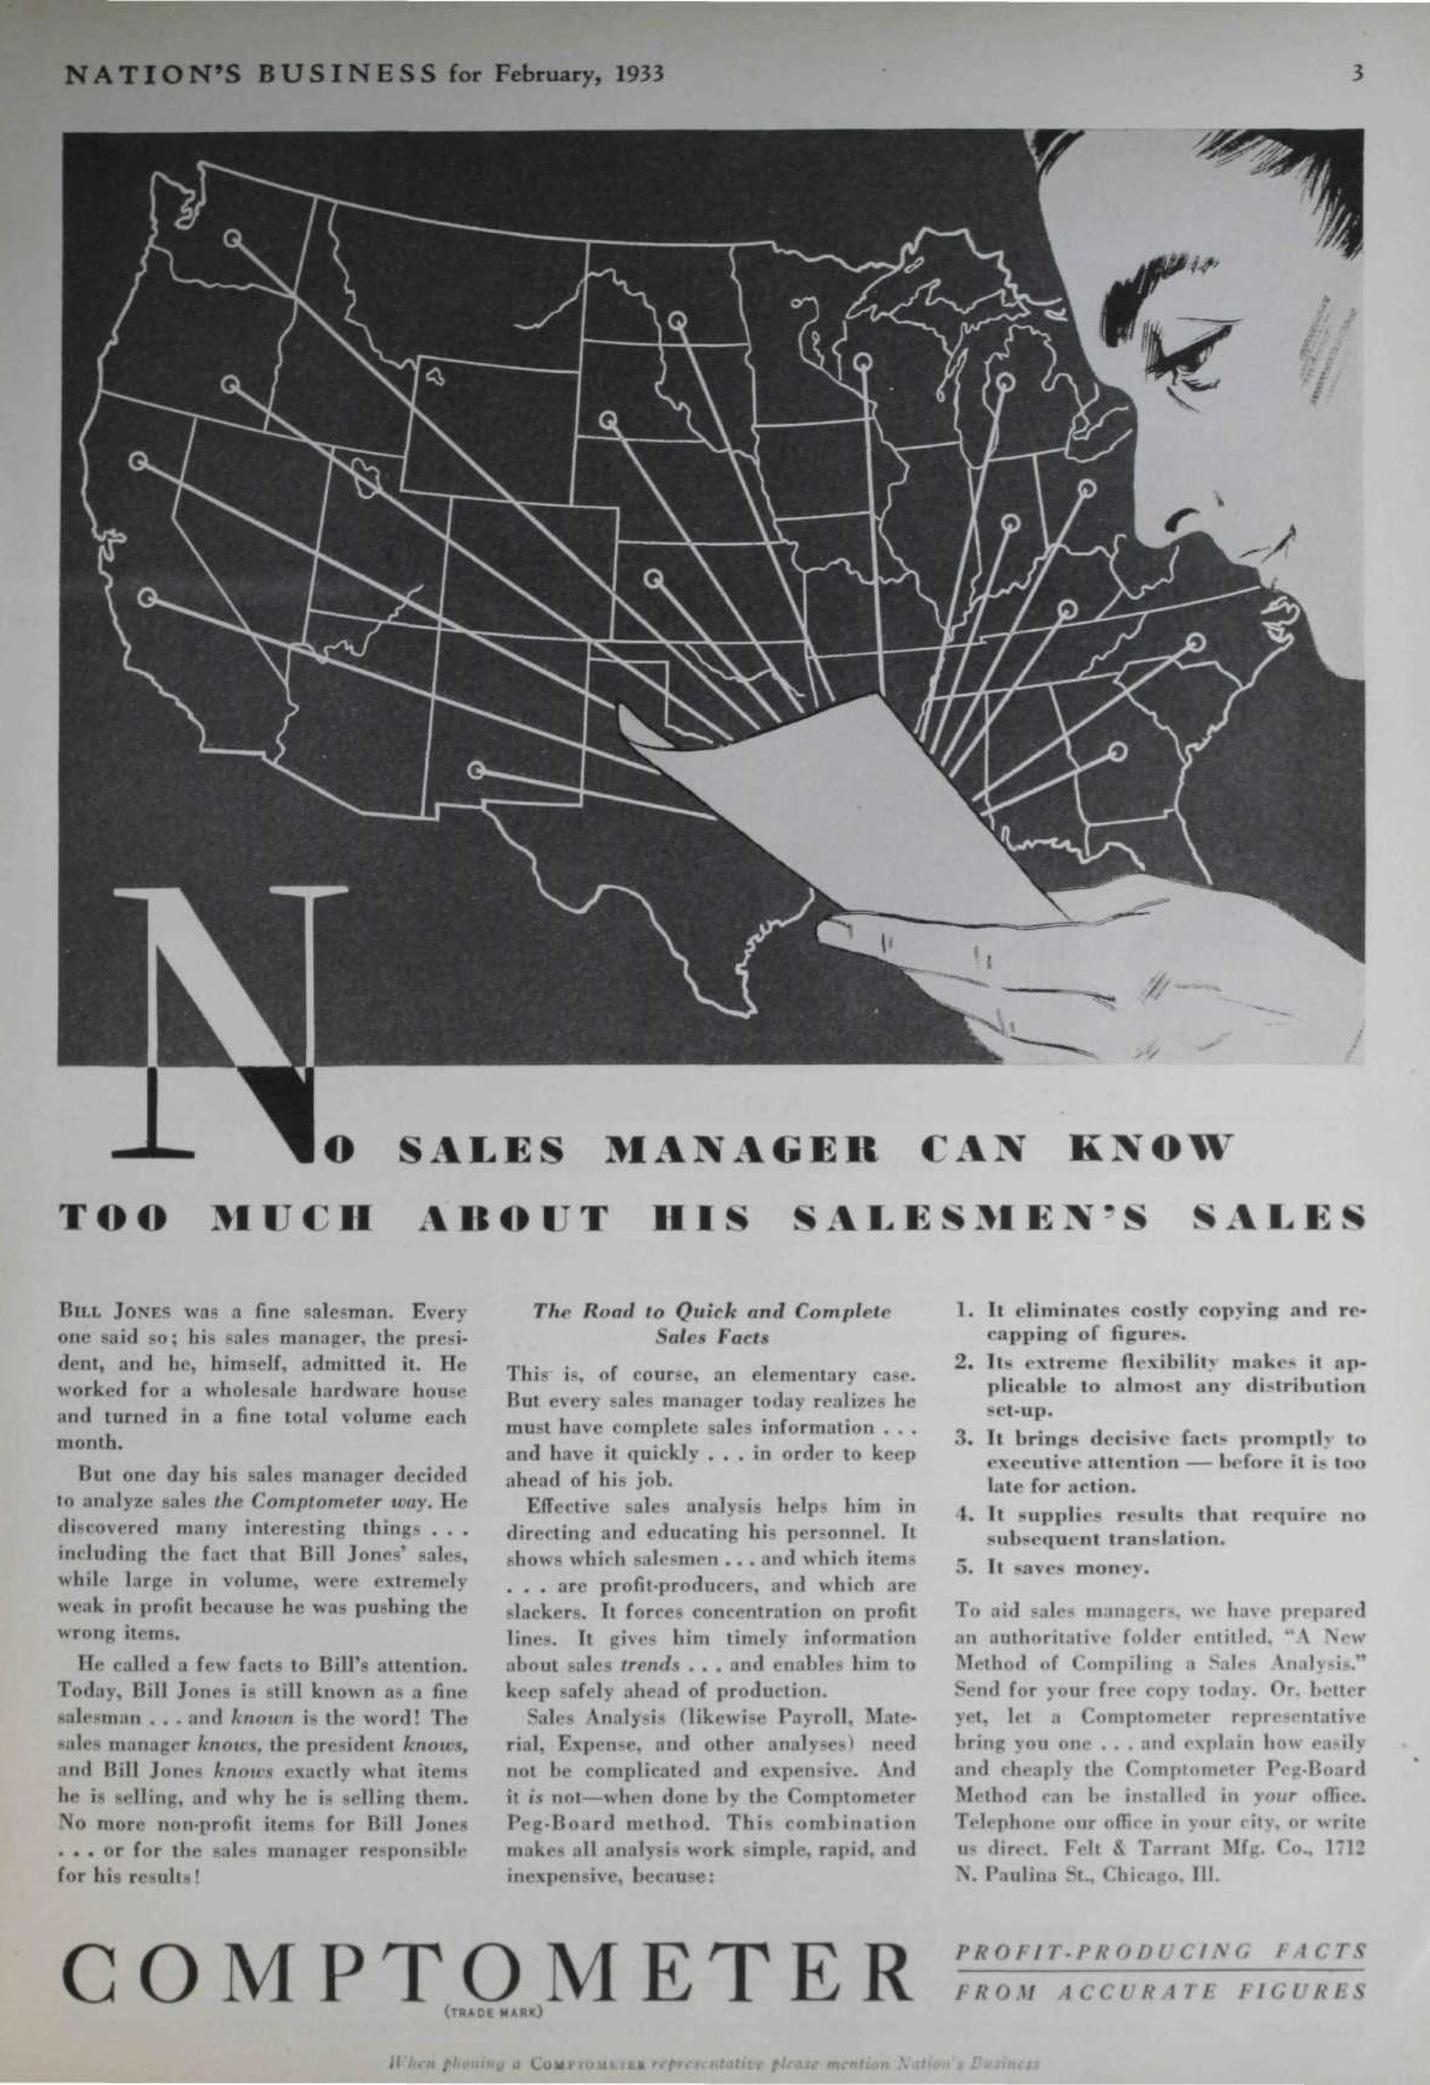 NATION'S BUSINESS for February, 1933
3
NO SALES MANAGER CAN KNOW
TOO MUCH ABOUT HIS SALESMEN'S SALES
BILL JONES was a fine salesman. Every
one said so; his sales manager, the presi-
dent, and he, himself, admitted it. He
worked for a wholesale hardware house
and turned in a fine total volume each
month.
But one day his sales manager decided
to analyze sales the Comptometer way. He
discovered many interesting things . . .
including the fact that Bill Jones' sales,
while large in volume, were extremely
weak in profit because he was pushing the
wrong items.
He called a few facts to Bill's attention.
Today, Bill Jones is still known as a fine
salesman . . . and known is the word! The
sales manager knows, the president knows,
and Bill Jones knows exactly what items
he is selling, and why he is selling them.
No more non-profit items for Bill Jones
. . . or for the sales manager responsible
for his results!
The Road to Quick and Complete
Sales Facts
This is, of course, an elementary case.
But every sales manager today realizes he
must have complete sales information . . .
and have it quickly . . . in order to keep
ahead of his job.
Effective sales analysis helps him in
directing and educating his personnel. It
shows which salesmen . . . and which items
. . . are profit-producers, and which are
slackers. It forces concentration on profit
lines. It gives him timely information
about sales trends . . . and enables him to
keep safely ahead of production.
Sales Analysis (likewise Payroll, Mate-
rial, Expense, and other analyses) need
not be complicated and expensive. And
it is not—when done by the Comptometer
Peg-Board method. This combination
makes all analysis work simple, rapid, and
inexpensive, because:
1. It eliminates costly copying and re-
capping of figures.
2. Its extreme flexibility makes it ap-
plicable to almost any distribution
set-up.
3. It brings decisive facts promptly to
executive attention — before it is too
late for action.
4. It supplies results that require no
subsequent translation.
5. It saves money.
To aid sales managers, we have prepared
an authoritative folder entitled, "A New
Method of Compiling a Sales Analysis."
Send for your free copy today. Or, better
yet, let a Comptometer representative
bring you one . . . and explain how easily
and cheaply the Comptometer Peg-Board
Method can be installed in your office.
Telephone our office in your city, or write
us direct. Felt & Tarrant Mfg. Co., 1712
N. Paulina St., Chicago, Ill.
COMPTOMETER
(TRADE MARK)
PROFIT-PRODUCING FACTS
FROM ACCURATE FIGURES
When phoning a COMPTOMETER representative please mention Nation's Business